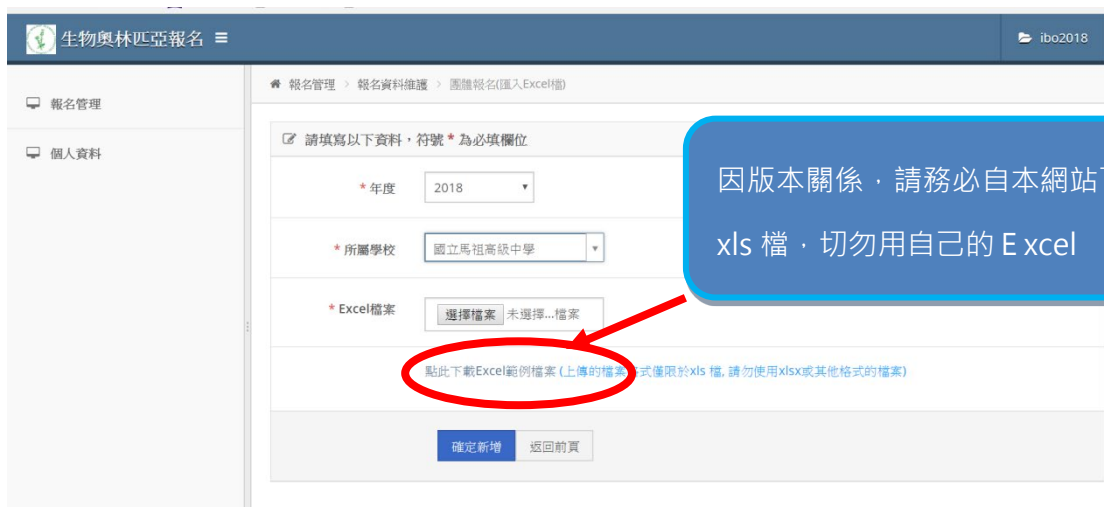 生物奧林匹亞報名
ibo2018
報名管理 > 報名資料維護 > 團體報名(匯入Excel檔)
報名管理
個人資料
請填寫以下資料，符號 * 為必填欄位
* 年度 2018
* 所屬學校 國立馬祖高級中學
* Excel檔案 選擇檔案 未選擇...檔案
因版本關係，請務必自本網站
xls 檔，切勿用自己的 E xcel
點此下載Excel範例檔案 (上傳的檔案格式僅限於xls 檔, 請勿使用xlsx或其他格式的檔案)
確定新增 返回前頁